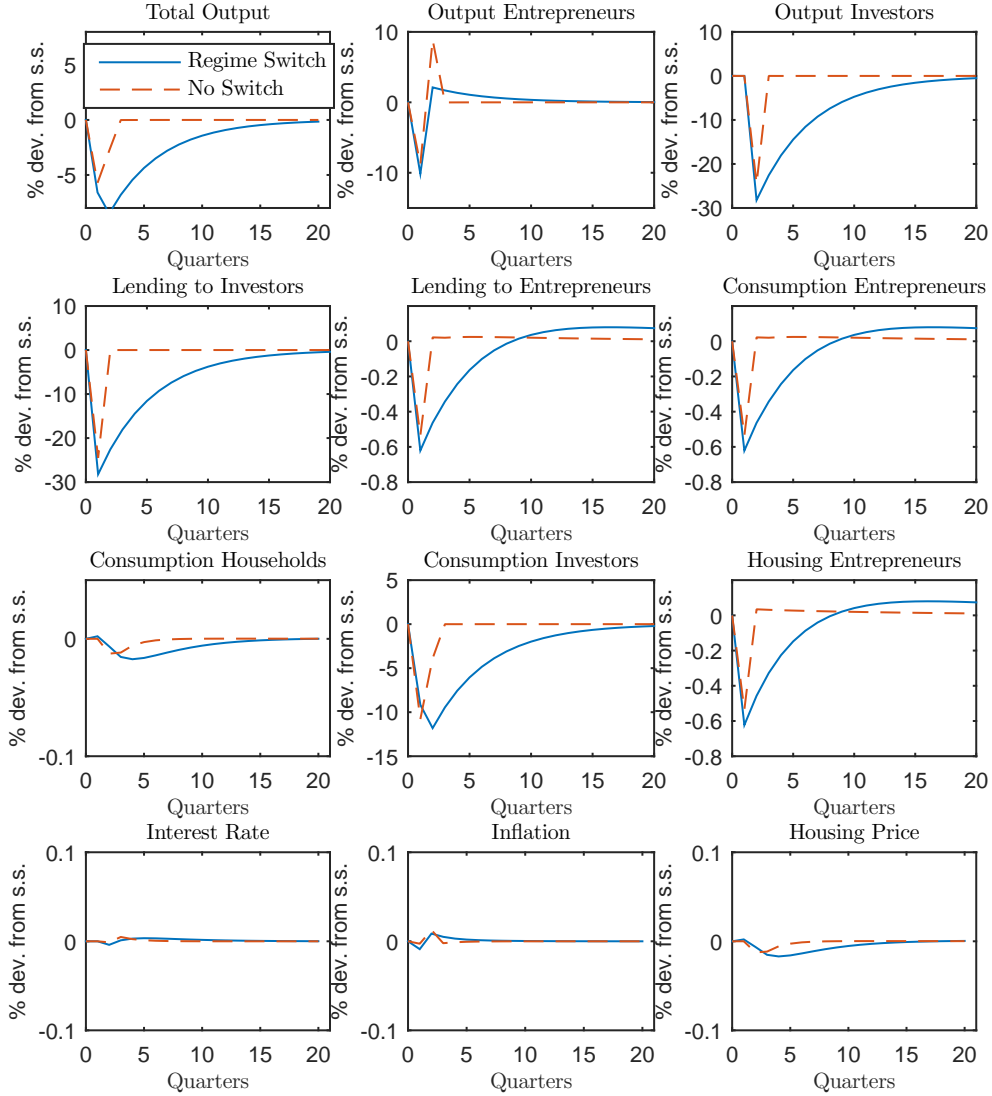 Total Output
Output Entrepreneurs
Output Investors
Regime Switch
No Switch
% dev. from s.s.
5
0
-5
0 5 10 15 20
Quarters
% dev. from s.s.
10
0
-10
0 5 10 15 20
Quarters
% dev. from s.s.
10
0
-10
-20
-30
0 5 10 15 20
Quarters
Lending to Investors
Lending to Entrepreneurs
Consumption Entrepreneurs
% dev. from s.s.
10
0
-10
-20
-30
0 5 10 15 20
Quarters
% dev. from s.s.
0
-0.2
-0.4
-0.6
-0.8
0 5 10 15 20
Quarters
% dev. from s.s.
0
-0.2
-0.4
-0.6
-0.8
0 5 10 15 20
Quarters
Consumption Households
Consumption Investors
Housing Entrepreneurs
% dev. from s.s.
0
-0.1
0 5 10 15 20
Quarters
% dev. from s.s.
5
0
-5
-10
-15
0 5 10 15 20
Quarters
% dev. from s.s.
0
-0.2
-0.4
-0.6
-0.8
0 5 10 15 20
Quarters
Interest Rate
Inflation
Housing Price
% dev. from s.s.
0.1
0
-0.1
0 5 10 15 20
Quarters
% dev. from s.s.
0.1
0
-0.1
0 5 10 15 20
Quarters
% dev. from s.s.
0.1
0
-0.1
0 5 10 15 20
Quarters